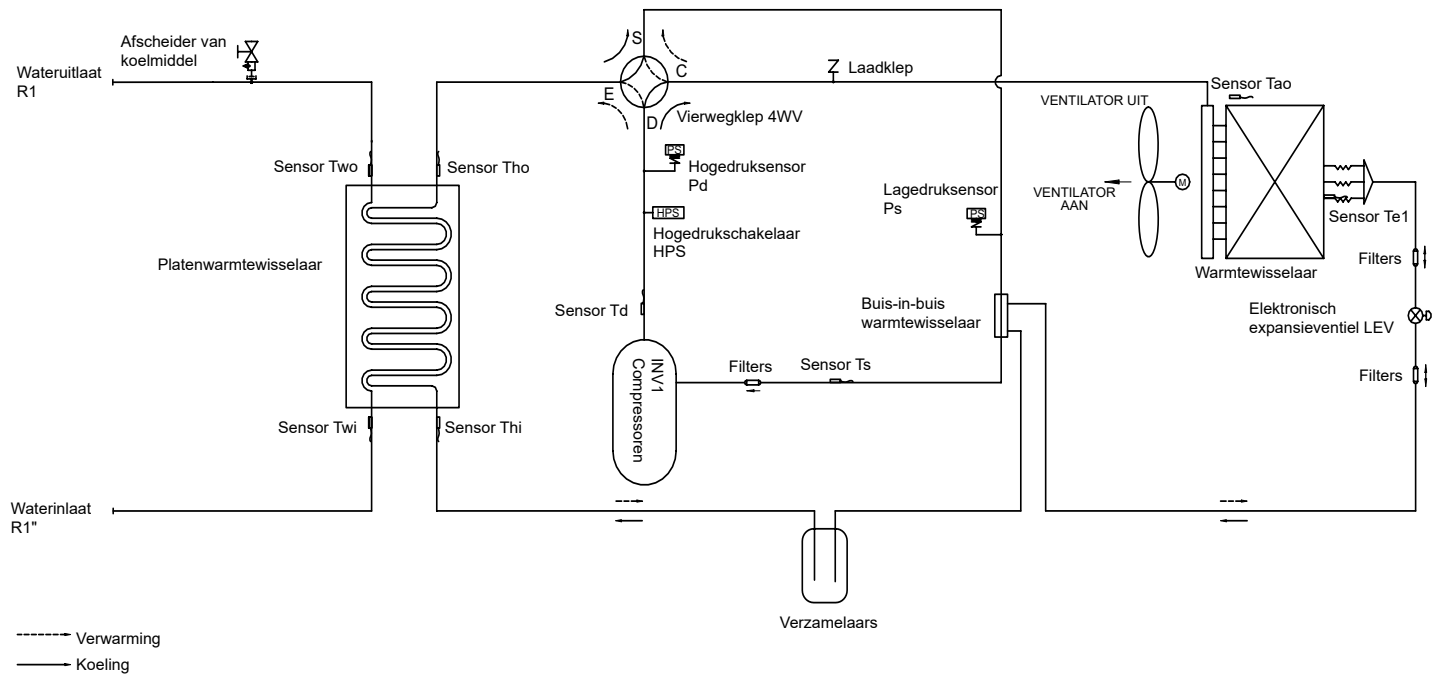 Afscheider van
koelmiddel
Wateruitlaat
R1
S
C
E
D
Vierwegklep 4WV
Laadklep
Sensor Tao
VENTILATOR UIT
M
VENTILATOR
AAN
Sensor Te1
Warmtewisselaar
Sensor Two
Sensor Tho
PS
Hogedruksensor
Pd
HPS
Hogedrukschakelaar
HPS
Lagedruksensor
Ps
PS
Platenwarmtewisselaar
Filters
Sensor Td
Buis-in-buis
warmtewisselaar
Elektronisch
expansieventiel LEV
INV1
Compressoren
Filters
Sensor Ts
Filters
Sensor Twi
Sensor Thi
Waterinlaat
R1"
Verzamelaars
Verwarming
Koeling